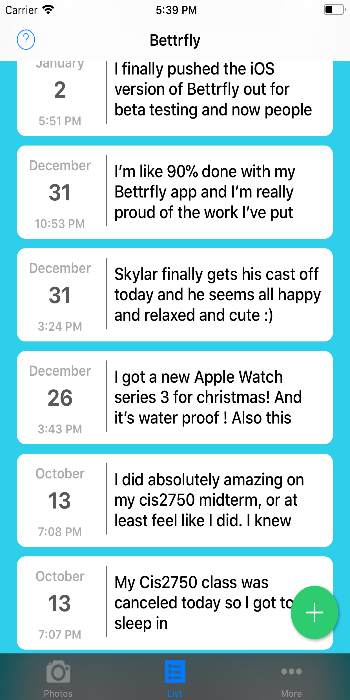 Carrier 5:39 PM
?
Bettrfly
January
2
5:51 PM
I finally pushed the iOS
version of Bettrfly out for
beta testing and now people
December
31
10:53 PM
I'm like 90% done with my
Bettrfly app and I'm really
proud of the work I've put
December
31
3:24 PM
Skylar finally gets his cast off
today and he seems all happy
and relaxed and cute :)
December
26
3:43 PM
I got a new Apple Watch
series 3 for christmas! And
it's water proof ! Also this
October
13
7:08 PM
I did absolutely amazing on
my cis2750 midterm, or at
least feel like I did. I knew
October
13
7:07 PM
My Cis2750 class was
canceled today so I got to
sleep in
+
Photos List More